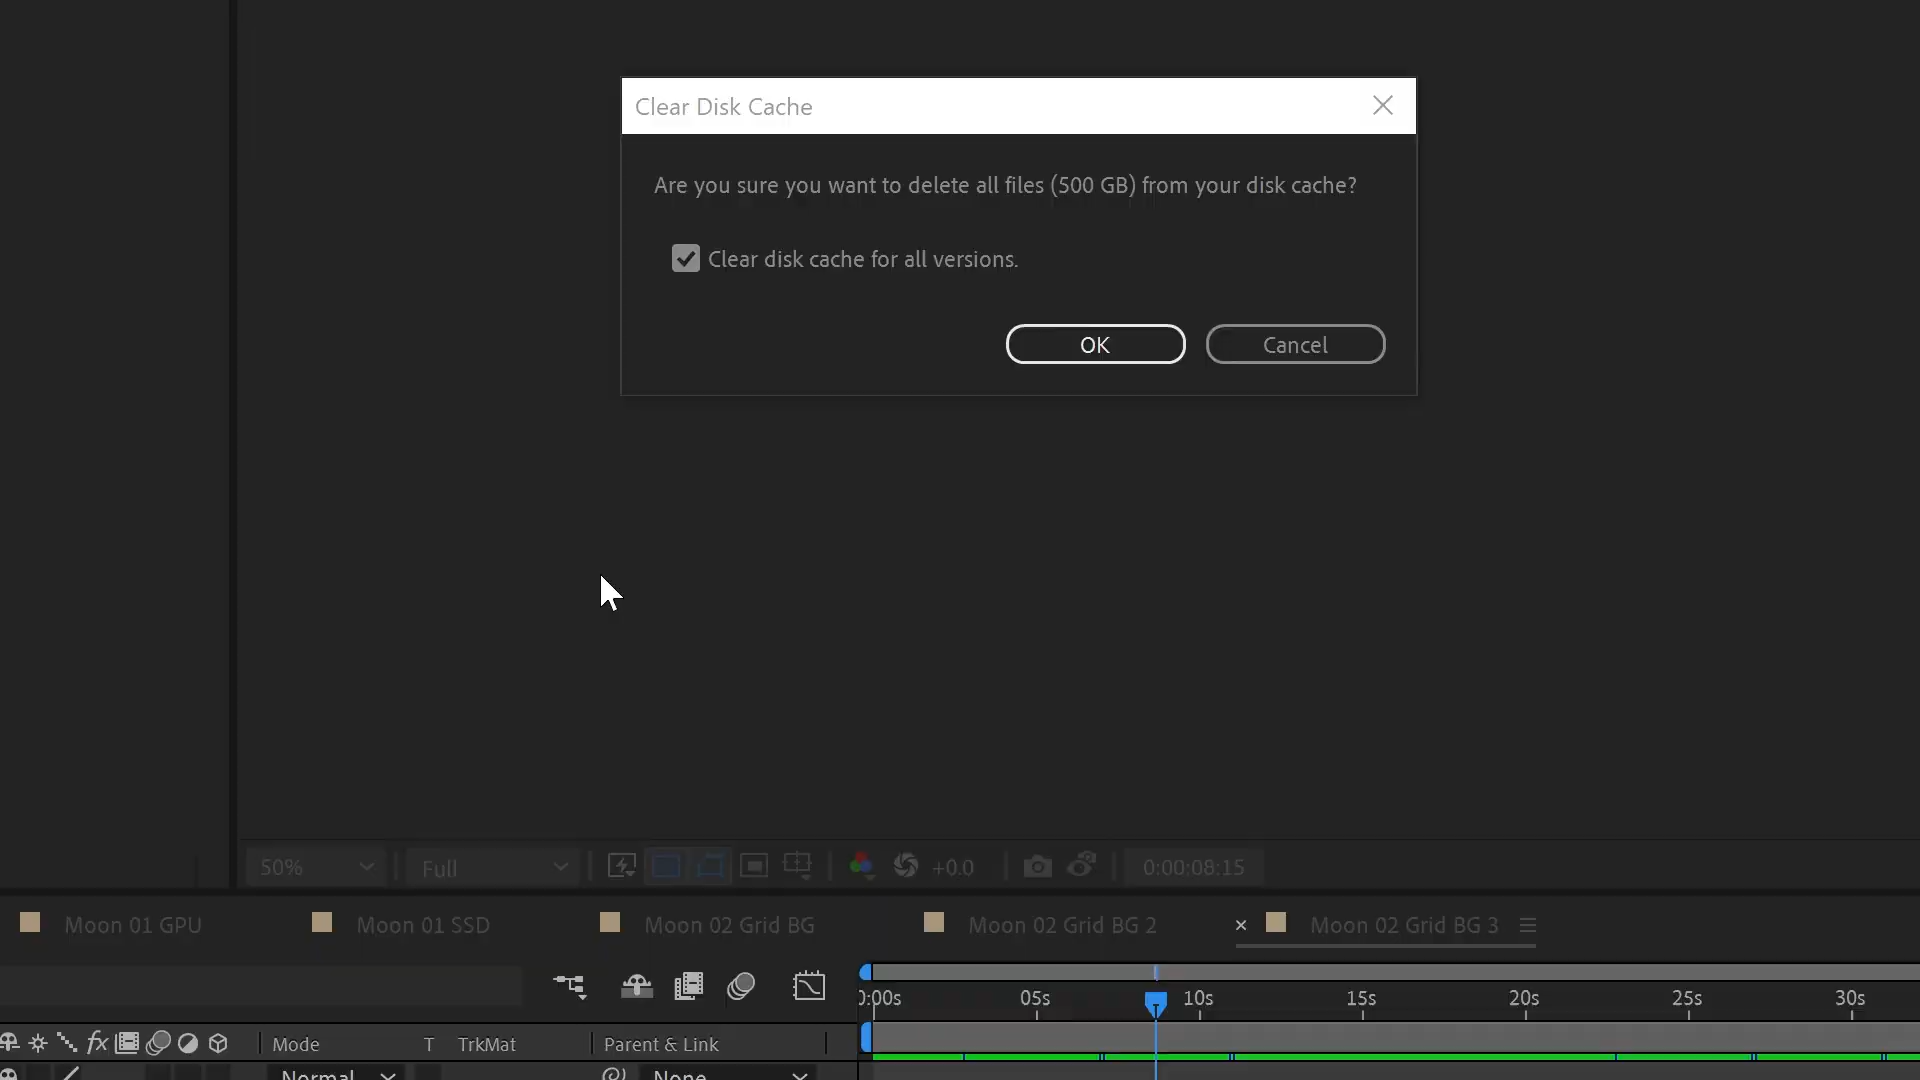 Clear Disk Cache
Are you sure you want to delete all files (500 GB) from your disk cache?
Clear disk cache for all versions.
OK Cancel
50% Full +0.0 0:00:08:15
Moon 01 GPU Moon 01 SSD Moon 02 Grid BG Moon 02 Grid BG 2 Moon 02 Grid BG 3
0:00s 05s 10s 15s 20s 25s 30s
fx Mode T TrkMat Parent & Link
Normal None